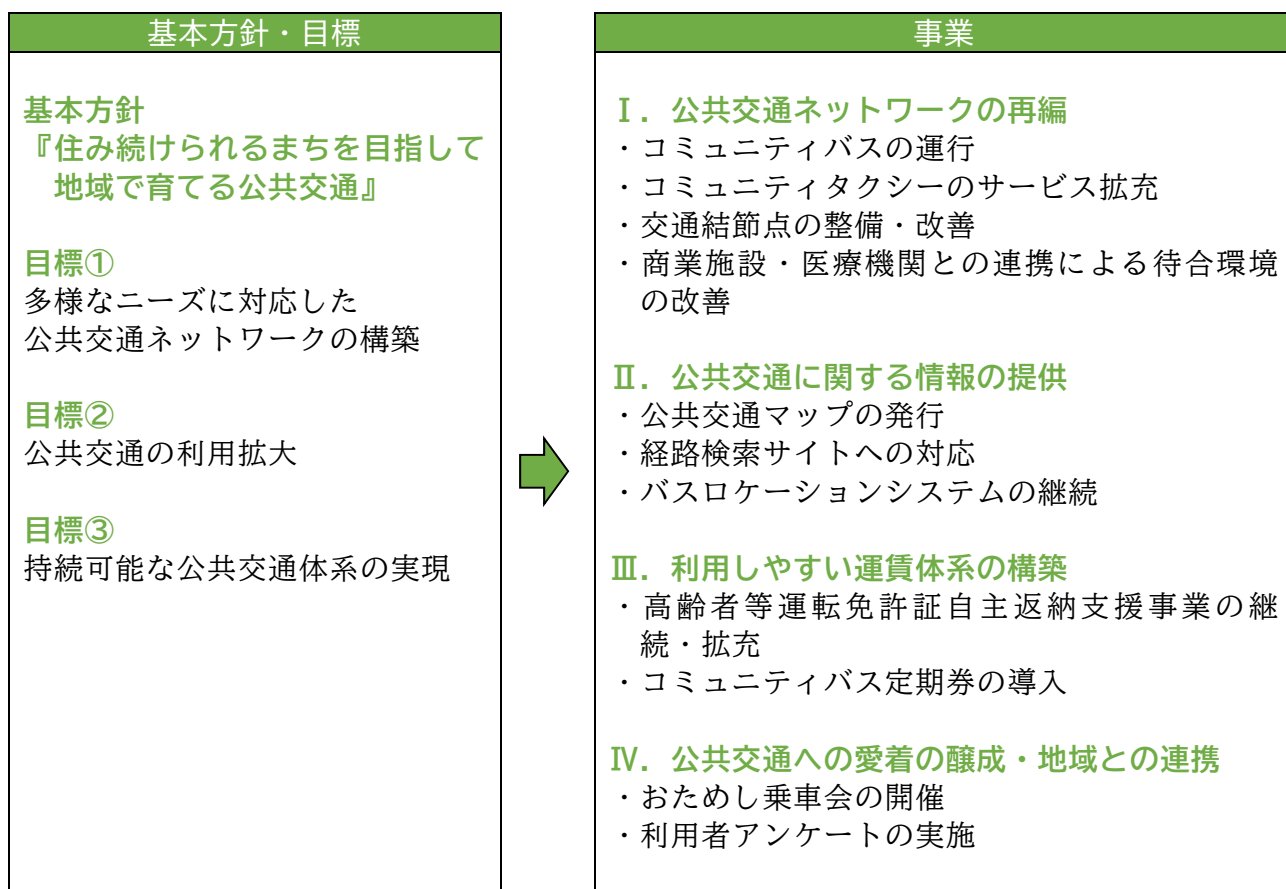 基本方針・目標
基本方針
『住み続けられるまちを目指して
地域で育てる公共交通』
目標①
多様なニーズに対応した
公共交通ネットワークの構築
目標②
公共交通の利用拡大
目標③
持続可能な公共交通体系の実現
事業
Ⅰ．公共交通ネットワークの再編
・コミュニティバスの運行
・コミュニティタクシーのサービス拡充
・交通結節点の整備・改善
・商業施設・医療機関との連携による待合環境
の改善
Ⅱ．公共交通に関する情報の提供
・公共交通マップの発行
・経路検索サイトへの対応
・バスロケーションシステムの継続
Ⅲ．利用しやすい運賃体系の構築
・高齢者等運転免許証自主返納支援事業の継
続・拡充
・コミュニティバス定期券の導入
Ⅳ．公共交通への愛着の醸成・地域との連携
・おためし乗車会の開催
・利用者アンケートの実施